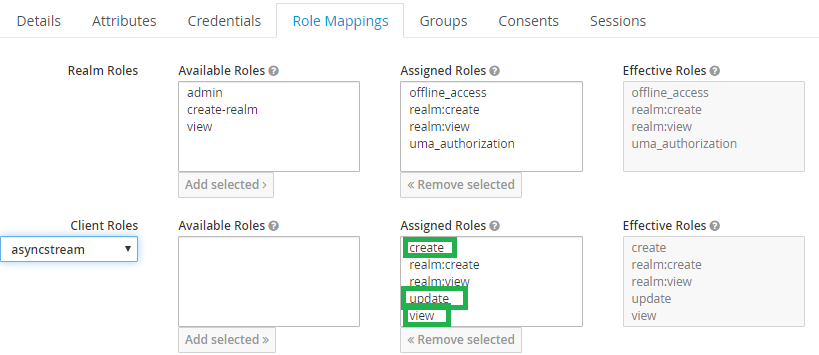 Details Attributes Credentials Role Mappings Groups Consents Sessions
Realm Roles Available Roles Assigned Roles Effective Roles
admin offline_access offline_access
create-realm realm:create realm:create
view realm:view realm:view
uma_authorization uma_authorization
Add selected › « Remove selected
Client Roles Available Roles Assigned Roles Effective Roles
asyncstream create create
realm:create realm:create
realm:view realm:view
update update
view view
Add selected » « Remove selected